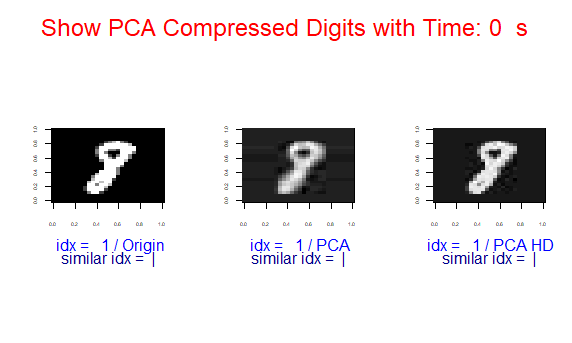 Show PCA Compressed Digits with Time: 0 s
0.0 0.2 0.4 0.6 0.8 1.0
0.0 0.2 0.4 0.6 0.8 1.0
0.0 0.2 0.4 0.6 0.8 1.0
0.0 0.2 0.4 0.6 0.8 1.0
0.0 0.2 0.4 0.6 0.8 1.0
0.0 0.2 0.4 0.6 0.8 1.0
idx = 1 / Origin
similar idx = |
idx = 1 / PCA
similar idx = |
idx = 1 / PCA HD
similar idx = |